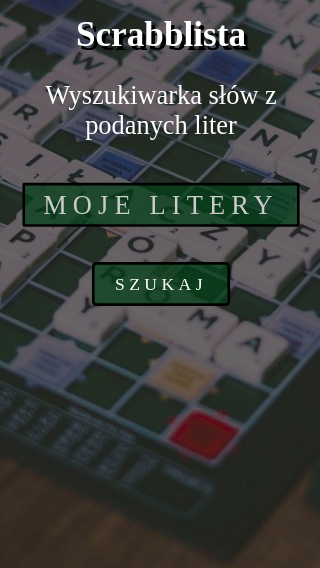 Scrabblista
Wyszukiwarka słów z
podanych liter
MOJE LITERY
SZUKAJ